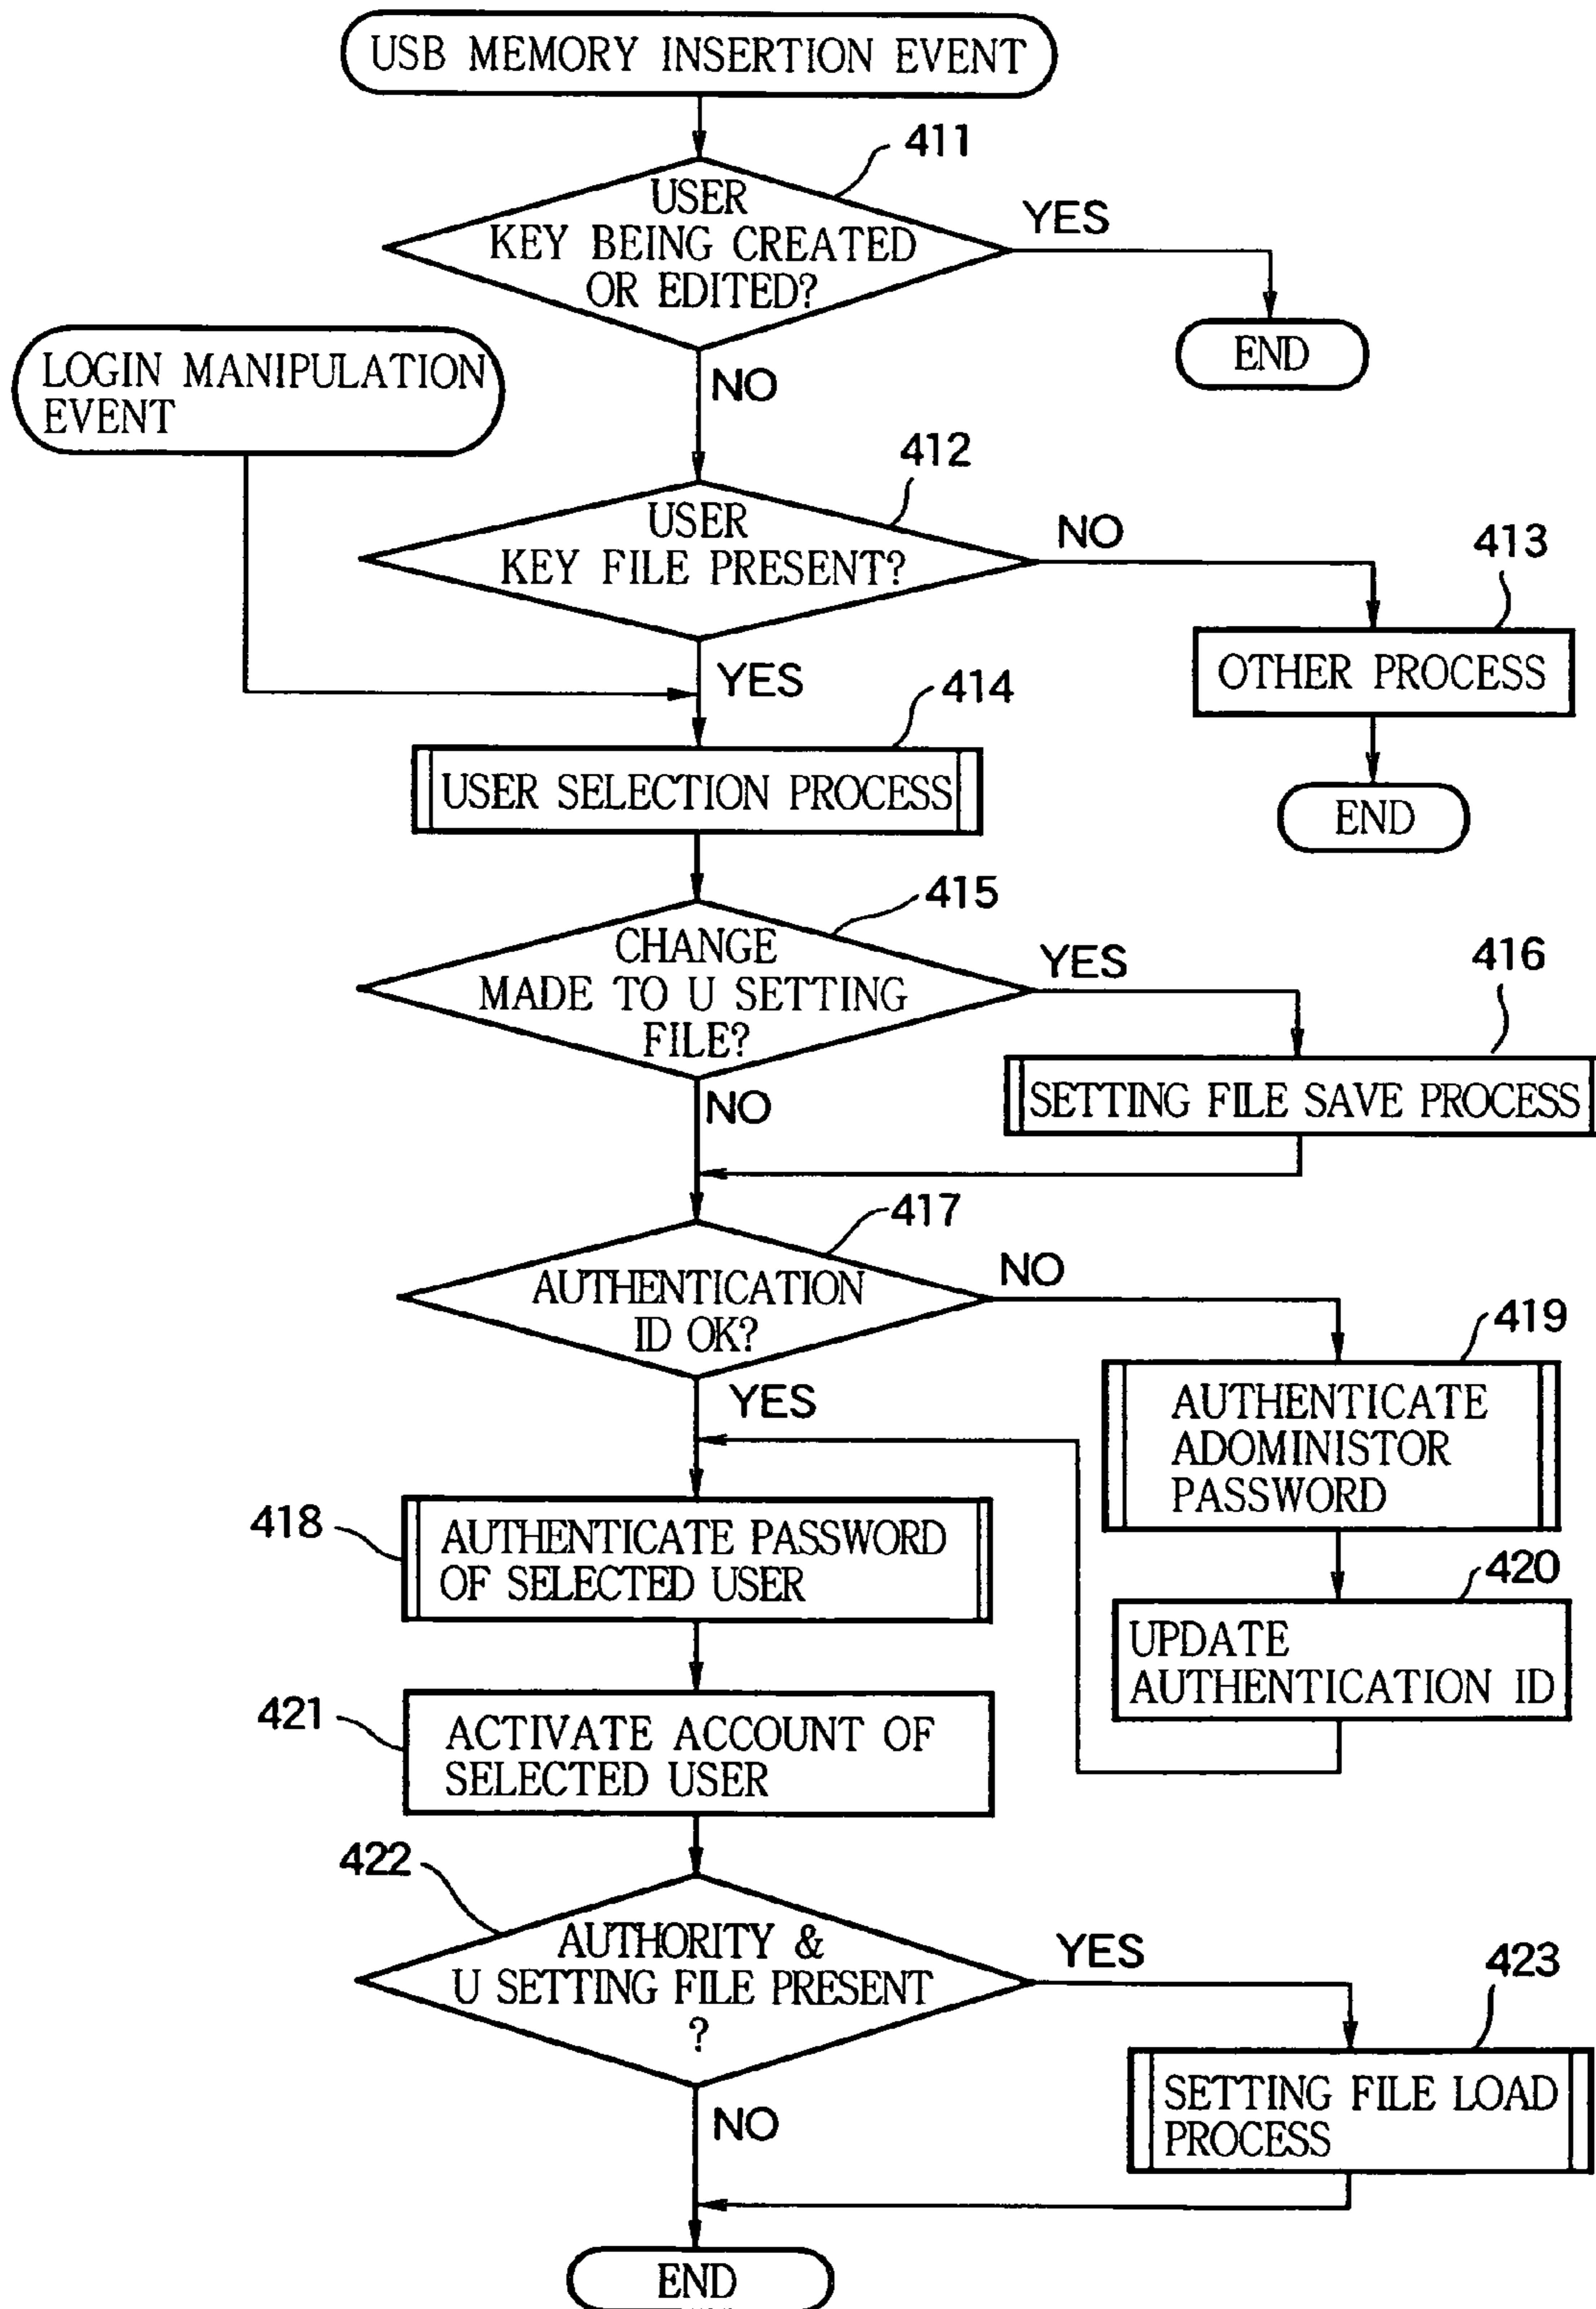 USB MEMORY INSERTION EVENT
411
USER
KEY BEING CREATED
OR EDITED?
YES
END
LOGIN MANIPULATION
EVENT
NO
412
USER
KEY FILE PRESENT?
NO
413
OTHER PROCESS
END
YES
414
USER SELECTION PROCESS
415
CHANGE
MADE TO U SETTING
FILE?
YES
416
SETTING FILE SAVE PROCESS
NO
417
AUTHENTICATION
ID OK?
NO
419
AUTHENTICATE
ADOMINISTOR
PASSWORD
YES
418
AUTHENTICATE PASSWORD
OF SELECTED USER
420
UPDATE
AUTHENTICATION ID
421
ACTIVATE ACCOUNT OF
SELECTED USER
422
AUTHORITY &
U SETTING FILE PRESENT
?
YES
423
SETTING FILE LOAD
PROCESS
NO
END